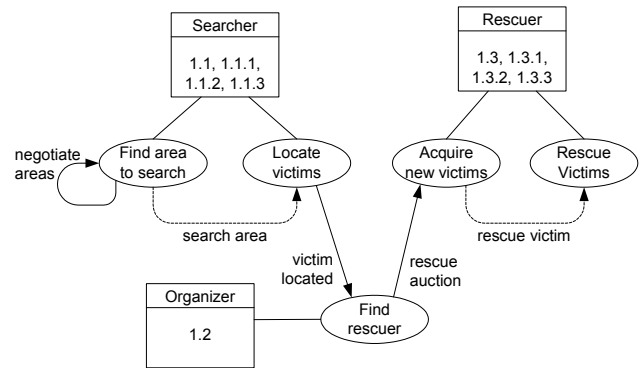 Searcher
1.1, 1.1.1,
1.1.2, 1.1.3
Rescuer
1.3, 1.3.1,
1.3.2, 1.3.3
negotiate
areas
Find area
to search
Locate
victims
Acquire
new victims
Rescue
Victims
search area
rescue victim
victim
located
rescue
auction
Organizer
1.2
Find
rescuer